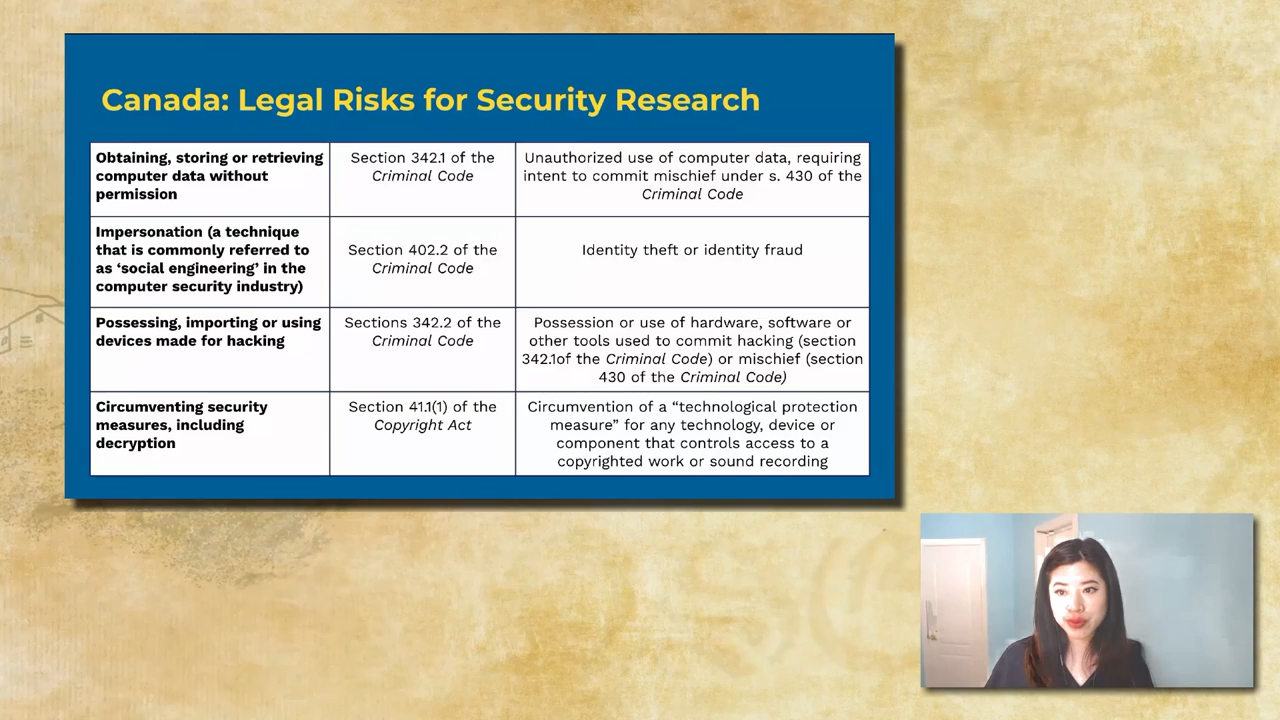 Canada: Legal Risks for Security Research
Obtaining, storing or retrieving
computer data without
permission
Section 342.1 of the
Criminal Code
Unauthorized use of computer data, requiring
intent to commit mischief under s. 430 of the
Criminal Code
Impersonation (a technique
that is commonly referred to
as ‘social engineering’ in the
computer security industry)
Section 402.2 of the
Criminal Code
Identity theft or identity fraud
Possessing, importing or using
devices made for hacking
Sections 342.2 of the
Criminal Code
Possession or use of hardware, software or
other tools used to commit hacking (section
342.1of the Criminal Code) or mischief (section
430 of the Criminal Code)
Circumventing security
measures, including
decryption
Section 41.1(1) of the
Copyright Act
Circumvention of a “technological protection
measure” for any technology, device or
component that controls access to a
copyrighted work or sound recording